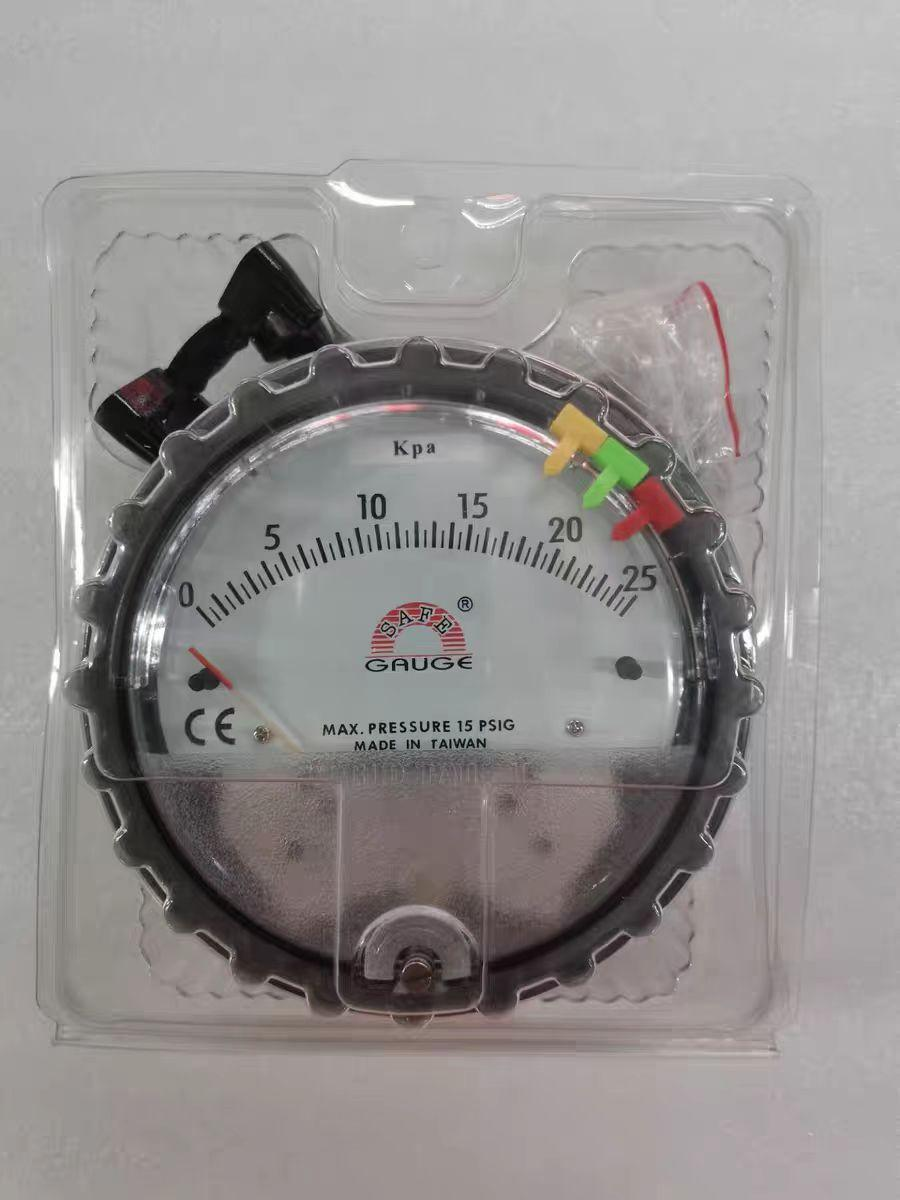 Kpa
0 5 10 15 20 25
SAFE ®
GAUGE
CE
MAX. PRESSURE 15 PSIG
MADE IN TAIWAN